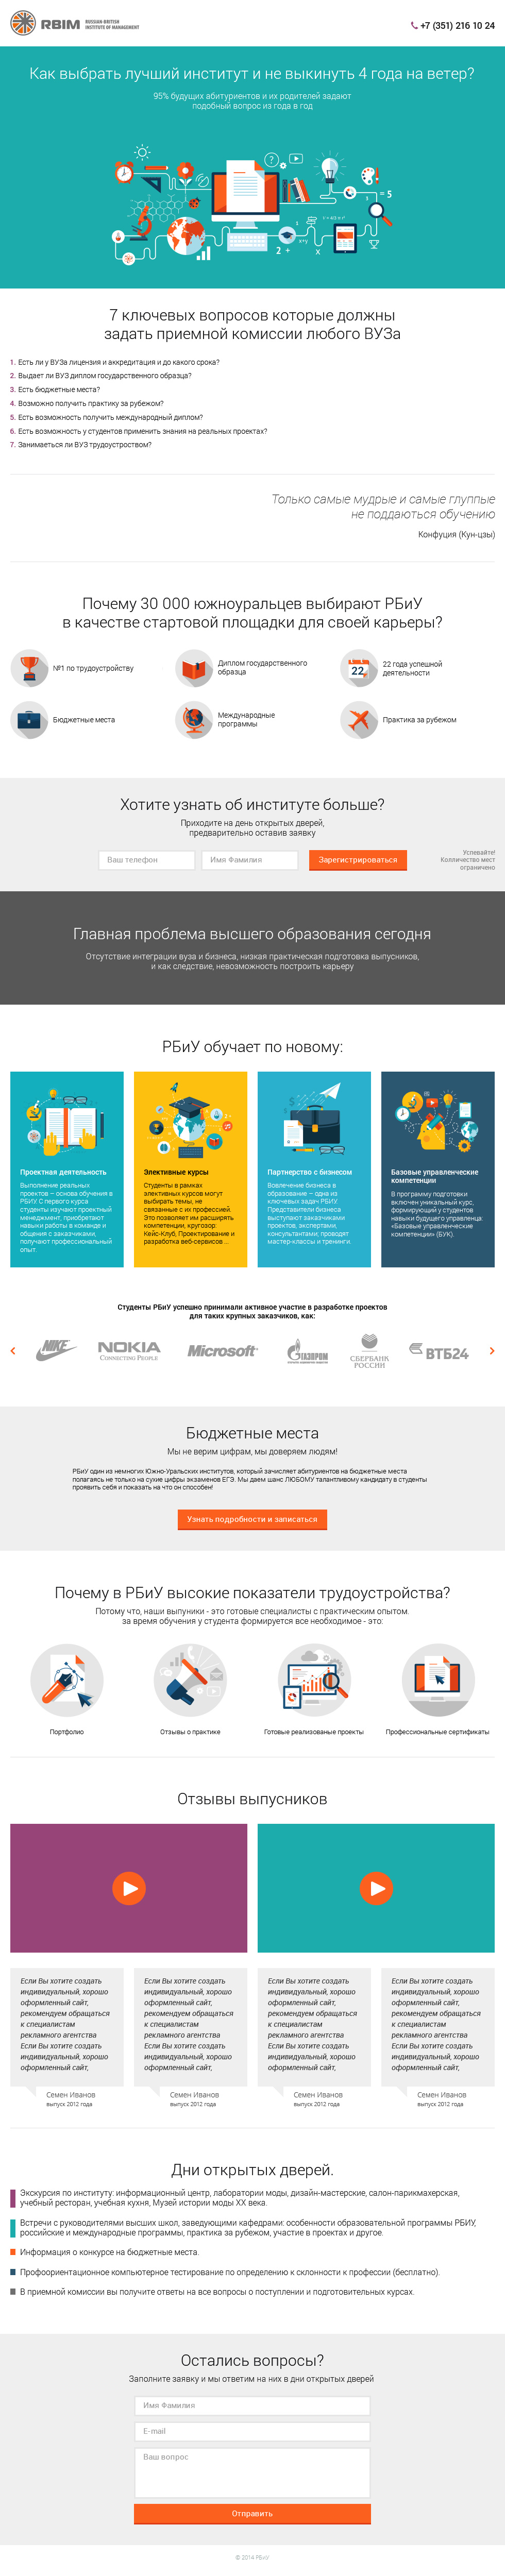 RBIM RUSSIAN-BRITISH
INSTITUTE OF MANAGEMENT
+7 (351) 216 10 24
Как выбрать лучший институт и не выкинуть 4 года на ветер?
95% будущих абитуриентов и их родителей задают
подобный вопрос из года в год
7 ключевых вопросов которые должны
задать приемной комиссии любого ВУЗа
1. Есть ли у ВУЗа лицензия и аккредитация и до какого срока?
2. Выдает ли ВУЗ диплом государственного образца?
3. Есть бюджетные места?
4. Возможно получить практику за рубежом?
5. Есть возможность получить международный диплом?
6. Есть возможность у студентов применить знания на реальных проектах?
7. Занимаеться ли ВУЗ трудоустроством?
Только самые мудрые и самые глуппые
не поддаються обучению
Конфуция (Кун-цзы)
Почему 30 000 южноуральцев выбирают РБиУ
в качестве стартовой площадки для своей карьеры?
№1 по трудоустройству
Диплом государственного
образца
22
22 года успешной
деятельности
Бюджетные места
Международные
программы
Практика за рубежом
Хотите узнать об институте больше?
Приходите на день открытых дверей,
предварительно оставив заявку
Ваш телефон
Имя Фамилия
Зарегистрироваться
Успевайте!
Колличество мест
ограничено
Главная проблема высшего образования сегодня
Отсутствие интеграции вуза и бизнеса, низкая практическая подготовка выпусников,
и как следствие, невозможность построить карьеру
РБиУ обучает по новому:
Проектная деятельность
Выполнение реальных
проектов – основа обучения в
РБИУ. С первого курса
студенты изучают проектный
менеджмент, приобретают
навыки работы в команде и
общения с заказчиками,
получают профессиональный
опыт.
Элективные курсы
Студенты в рамках
элективных курсов могут
выбирать темы, не
связанные с их профессией.
Это позволяет им расширять
компетенции, кругозор:
Кейс-Клуб, Проектирование и
разработка веб-сервисов ...
Партнерство с бизнесом
Вовлечение бизнеса в
образование – одна из
ключевых задач РБИУ.
Представители бизнеса
выступают заказчиками
проектов, экспертами,
консультантами; проводят
мастер-классы и тренинги.
Базовые управленческие
компетенции
В программу подготовки
включен уникальный курс,
формирующий у студентов
навыки будущего управленца:
«Базовые управленческие
компетенции» (БУК).
Студенты РБиУ успешно принимали активное участие в разработке проектов
для таких крупных заказчиков, как:
NIKE
NOKIA
CONNECTING PEOPLE
Microsoft
ГАЗПРОМ
СБЕРБАНК
РОССИИ
ВТБ24
Бюджетные места
Мы не верим цифрам, мы доверяем людям!
РБиУ один из немногих Южно-Уральских институтов, который зачисляет абитуриентов на бюджетные места
полагаясь не только на сухие цифры экзаменов ЕГЭ. Мы даем шанс ЛЮБОМУ талантливому кандидату в студенты
проявить себя и показать на что он способен!
Узнать подробности и записаться
Почему в РБиУ высокие показатели трудоустройства?
Потому что, наши выпуники - это готовые специалисты с практическим опытом.
за время обучения у студента формируется все необходимое - это:
Портфолио
Отзывы о практике
Готовые реализованые проекты
Профессиональные сертификаты
Отзывы выпусников
Если Вы хотите создать
индивидуальный, хорошо
оформленный сайт,
рекомендуем обращаться
к специалистам
рекламного агентства
Если Вы хотите создать
индивидуальный, хорошо
оформленный сайт,
Семен Иванов
выпуск 2012 года
Если Вы хотите создать
индивидуальный, хорошо
оформленный сайт,
рекомендуем обращаться
к специалистам
рекламного агентства
Если Вы хотите создать
индивидуальный, хорошо
оформленный сайт,
Семен Иванов
выпуск 2012 года
Если Вы хотите создать
индивидуальный, хорошо
оформленный сайт,
рекомендуем обращаться
к специалистам
рекламного агентства
Если Вы хотите создать
индивидуальный, хорошо
оформленный сайт,
Семен Иванов
выпуск 2012 года
Если Вы хотите создать
индивидуальный, хорошо
оформленный сайт,
рекомендуем обращаться
к специалистам
рекламного агентства
Если Вы хотите создать
индивидуальный, хорошо
оформленный сайт,
Семен Иванов
выпуск 2012 года
Дни открытых дверей.
Экскурсия по институту: информационный центр, лаборатории моды, дизайн-мастерские, салон-парикмахерская,
учебный ресторан, учебная кухня, Музей истории моды XX века.
Встречи с руководителями высших школ, заведующими кафедрами: особенности образовательной программы РБИУ,
российские и международные программы, практика за рубежом, участие в проектах и другое.
Информация о конкурсе на бюджетные места.
Профоориентационное компьютерное тестирование по определению к склонности к профессии (бесплатно).
В приемной комиссии вы получите ответы на все вопросы о поступлении и подготовительных курсах.
Остались вопросы?
Заполните заявку и мы ответим на них в дни открытых дверей
Имя Фамилия
E-mail
Ваш вопрос
Отправить
© 2014 РБиУ